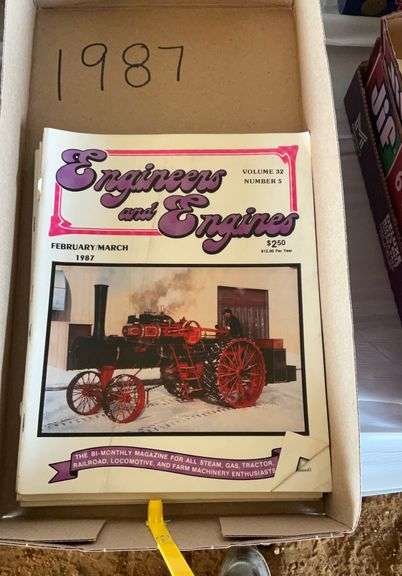 1987
Engineers
and Engines
VOLUME 32
NUMBER 5
$2.50
$12.00 Per Year
FEBRUARY/MARCH
1987
THE BI-MONTHLY MAGAZINE FOR ALL STEAM, GAS, TRACTOR,
RAILROAD, LOCOMOTIVE, AND FARM MACHINERY ENTHUSIASTS
JIF